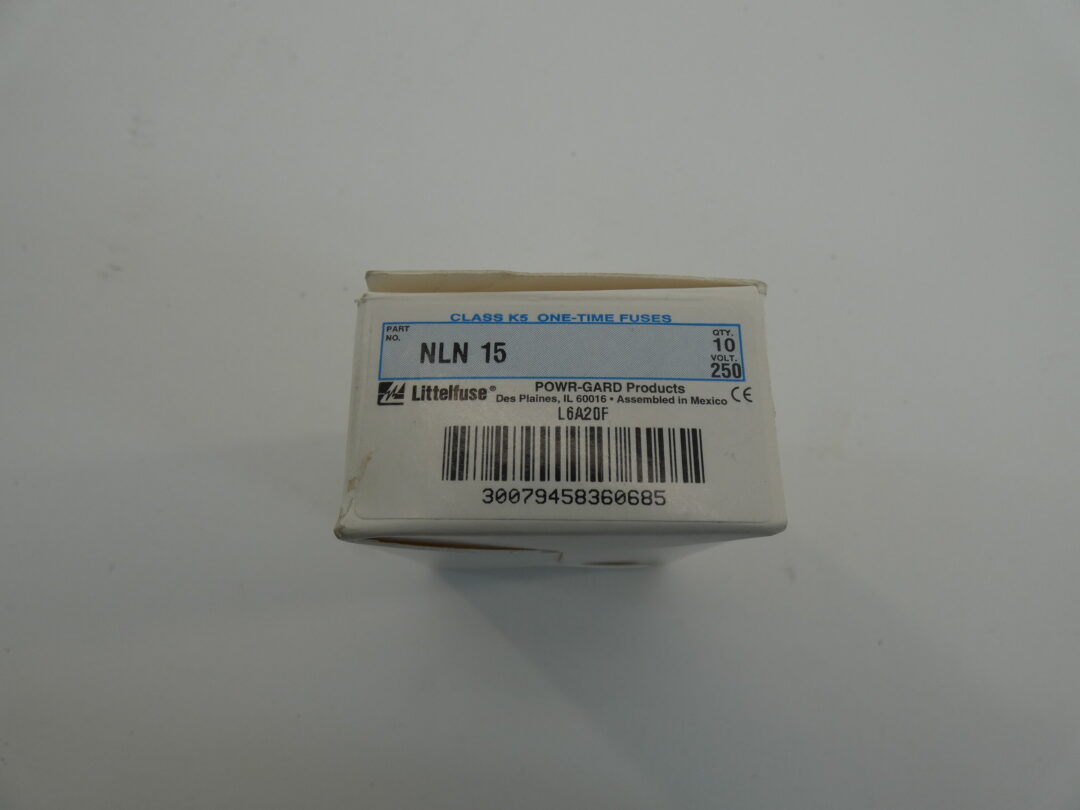 CLASS K5 ONE-TIME FUSES
PART NO.
NLN 15
QTY.
10
VOLT.
250
Littelfuse®
POWR-GARD Products
Des Plaines, IL 60016 • Assembled in Mexico
CE
L6A20F
30079458360685